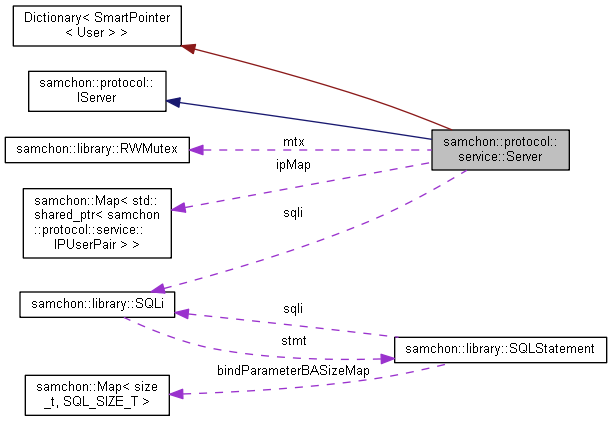 Dictionary< SmartPointer
< User > >
samchon::protocol::
IServer
samchon::protocol::
service::Server
mtx
samchon::library::RWMutex
ipMap
samchon::Map< std::
shared_ptr< samchon
::protocol::service::
IPUserPair > >
sqli
samchon::library::SQLi
sqli
stmt
samchon::library::SQLStatement
bindParameterBASizeMap
samchon::Map< size
_t, SQL_SIZE_T >